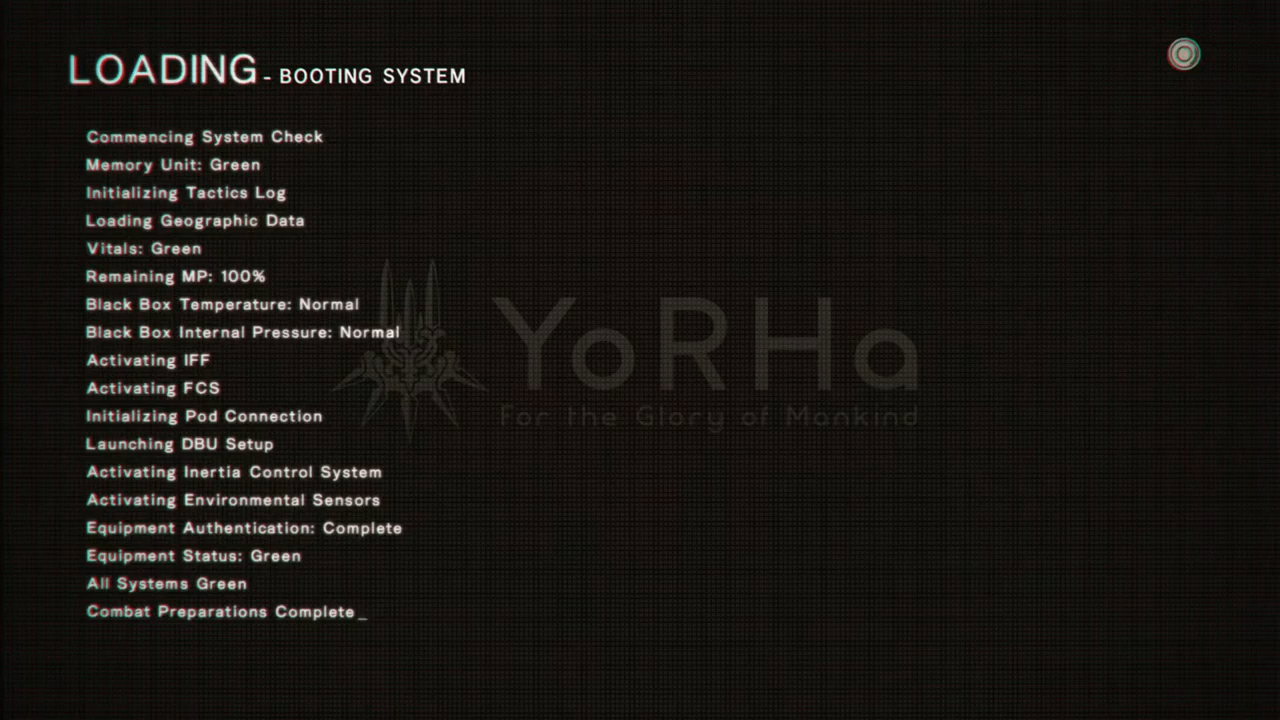 LOADING - BOOTING SYSTEM
Commencing System Check
Memory Unit: Green
Initializing Tactics Log
Loading Geographic Data
Vitals: Green
Remaining MP: 100%
Black Box Temperature: Normal
Black Box Internal Pressure: Normal
Activating IFF
Activating FCS
Initializing Pod Connection
Launching DBU Setup
Activating Inertia Control System
Activating Environmental Sensors
Equipment Authentication: Complete
Equipment Status: Green
All Systems Green
Combat Preparations Complete_
YoRHa
For the Glory of Mankind